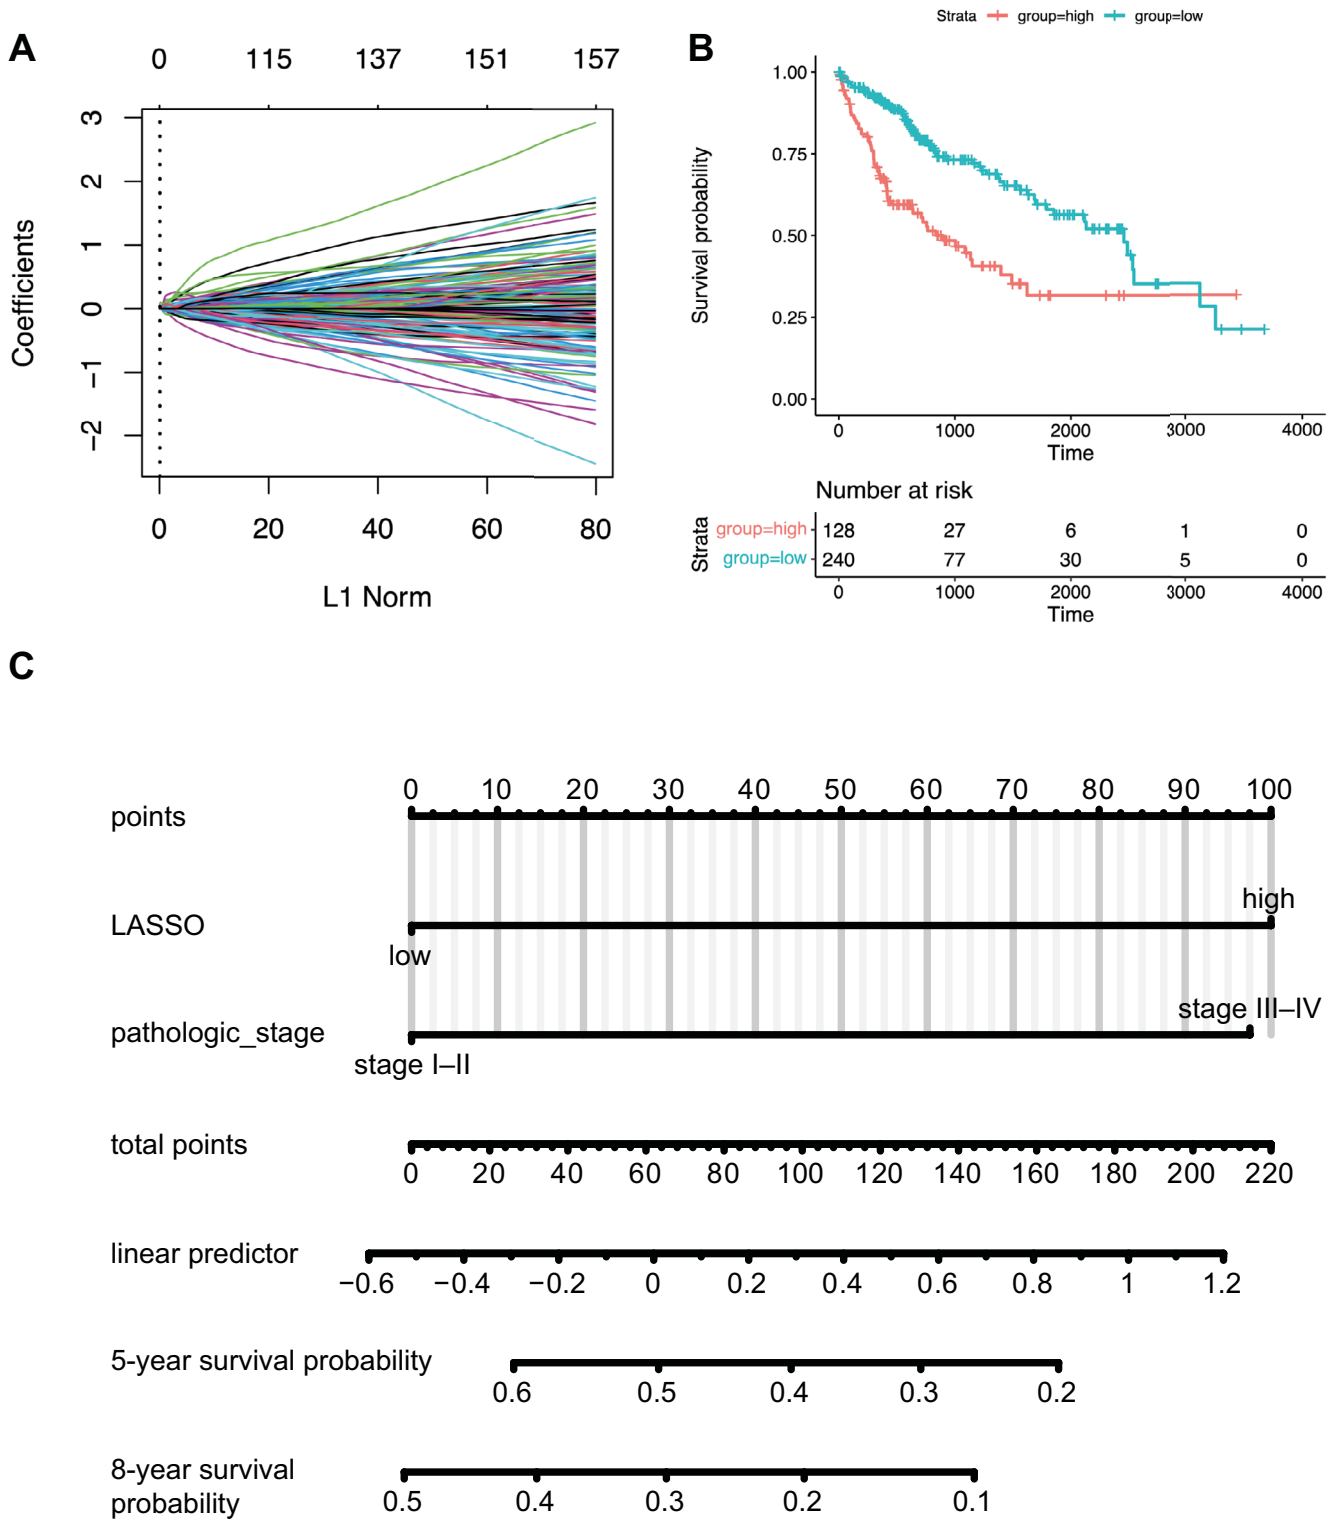 A
0 115 137 151 157
3
2
1
0
−1
−2
Coefficients
0 20 40 60 80
L1 Norm
B
Strata group=high group=low
1.00
0.75
0.50
0.25
0.00
Survival probability
0 1000 2000 3000 4000
Time
Number at risk
Strata
group=high 128 27 6 1 0
group=low 240 77 30 5 0
0 1000 2000 3000 4000
Time
C
0 10 20 30 40 50 60 70 80 90 100
points
high
LASSO
low
stage III–IV
pathologic_stage
stage I–II
total points
0 20 40 60 80 100 120 140 160 180 200 220
linear predictor
−0.6 −0.4 −0.2 0 0.2 0.4 0.6 0.8 1 1.2
5-year survival probability
0.6 0.5 0.4 0.3 0.2
8-year survival
probability
0.5 0.4 0.3 0.2 0.1